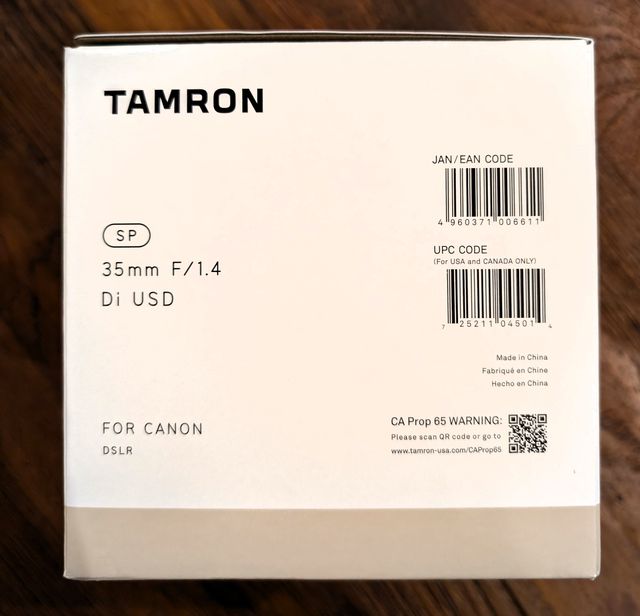 TAMRON
JAN/EAN CODE
4 960371 006611
SP
35mm F/1.4
Di USD
UPC CODE
(For USA and CANADA ONLY)
7 25211 04501 4
Made in China
Fabriqué en Chine
Hecho en China
FOR CANON
DSLR
CA Prop 65 WARNING:
Please scan QR code or go to
www.tamron-usa.com/CAProp65